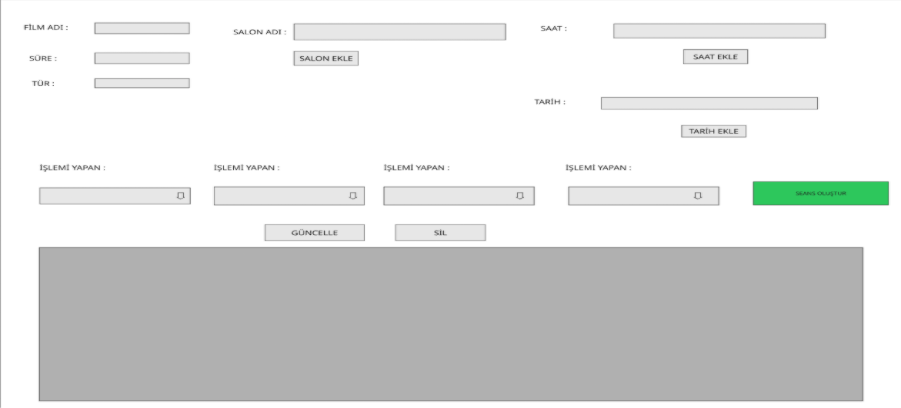 FİLM ADI :
SALON ADI :
SAAT :
SÜRE :
SALON EKLE
SAAT EKLE
TÜR :
TARİH :
TARİH EKLE
İŞLEMİ YAPAN :
İŞLEMİ YAPAN :
İŞLEMİ YAPAN :
İŞLEMİ YAPAN :
SEANS OLUŞTUR
GÜNCELLE
SİL